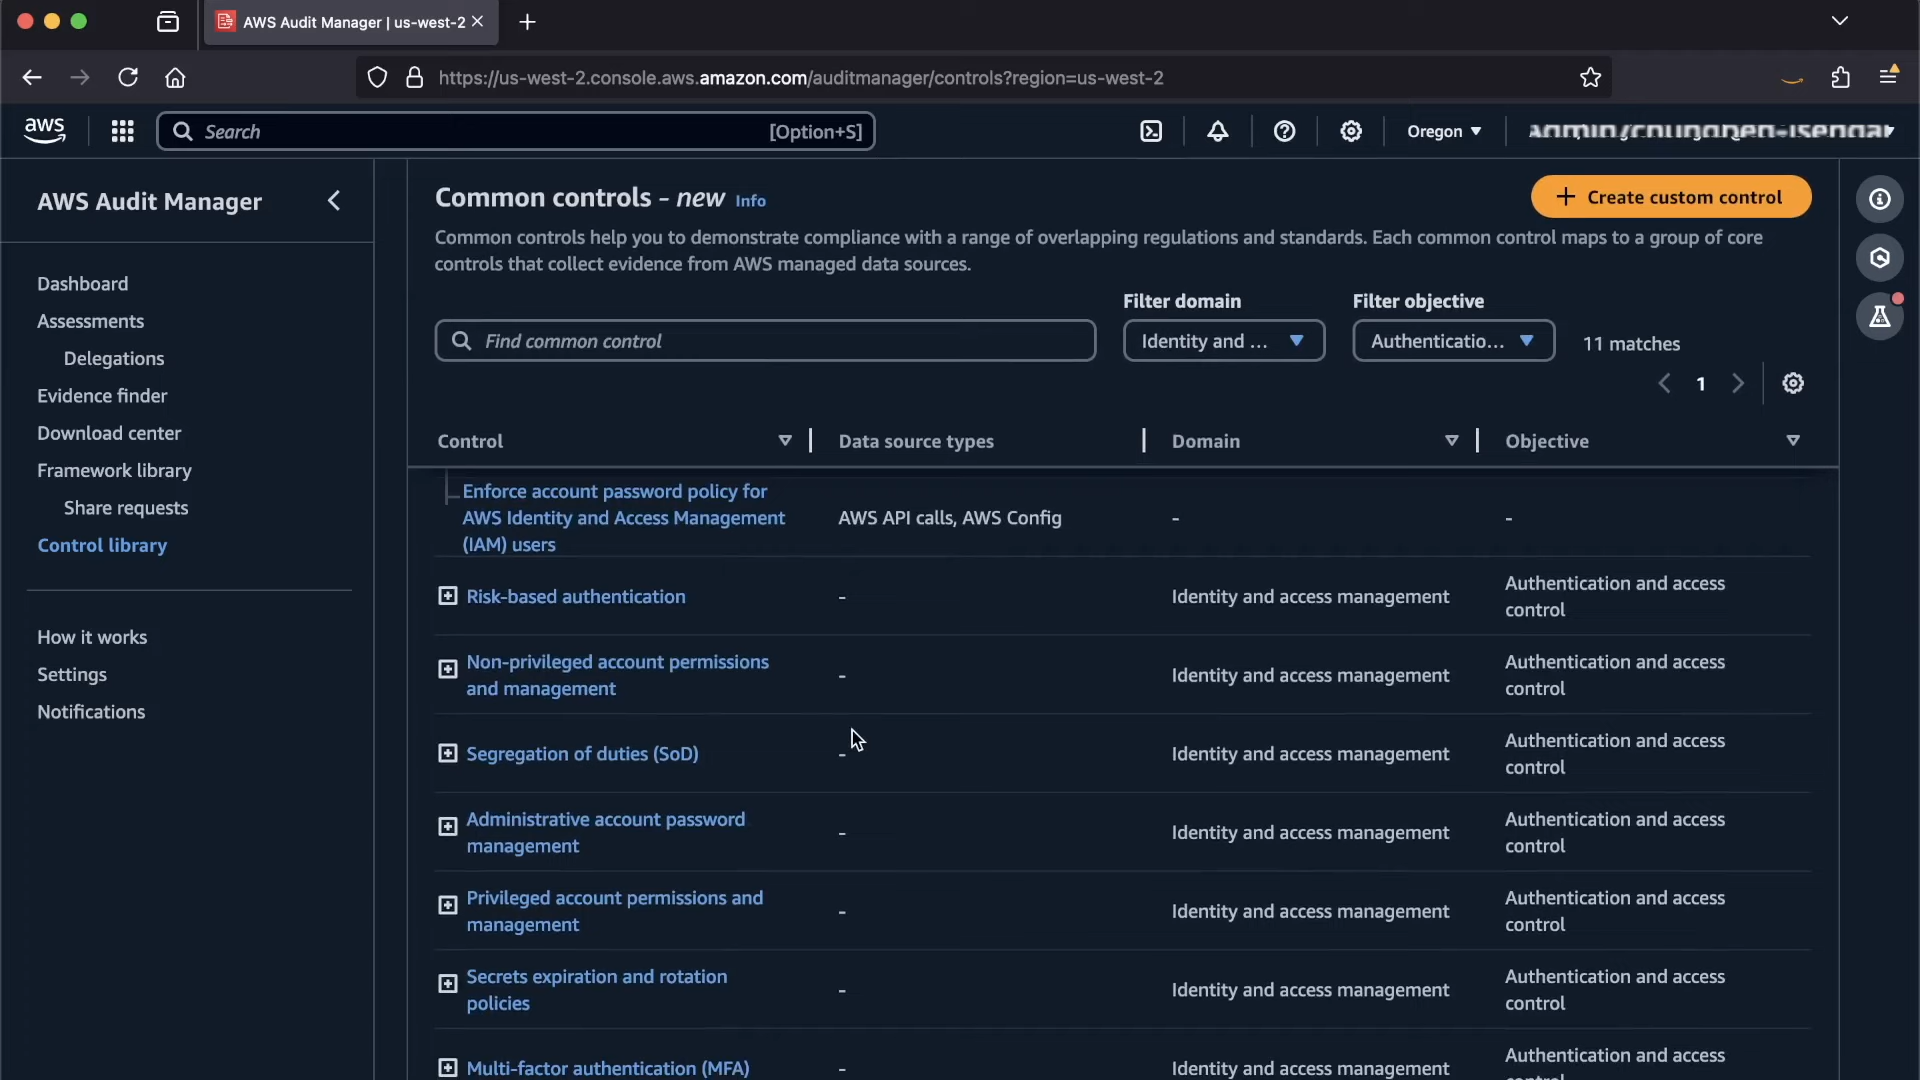 AWS Audit Manager | us-west-2
https://us-west-2.console.aws.amazon.com/auditmanager/controls?region=us-west-2
aws
Search
[Option+S]
Oregon
AWS Audit Manager
Dashboard
Assessments
Delegations
Evidence finder
Download center
Framework library
Share requests
Control library
How it works
Settings
Notifications
Common controls - new Info
Create custom control
Common controls help you to demonstrate compliance with a range of overlapping regulations and standards. Each common control maps to a group of core
controls that collect evidence from AWS managed data sources.
Filter domain
Filter objective
Find common control
Identity and ...
Authenticatio...
11 matches
1
Control
Data source types
Domain
Objective
Enforce account password policy for
AWS Identity and Access Management
(IAM) users
AWS API calls, AWS Config
-
-
Risk-based authentication
-
Identity and access management
Authentication and access
control
Non-privileged account permissions
and management
-
Identity and access management
Authentication and access
control
Segregation of duties (SoD)
-
Identity and access management
Authentication and access
control
Administrative account password
management
-
Identity and access management
Authentication and access
control
Privileged account permissions and
management
-
Identity and access management
Authentication and access
control
Secrets expiration and rotation
policies
-
Identity and access management
Authentication and access
control
Multi-factor authentication (MFA)
-
Identity and access management
Authentication and access